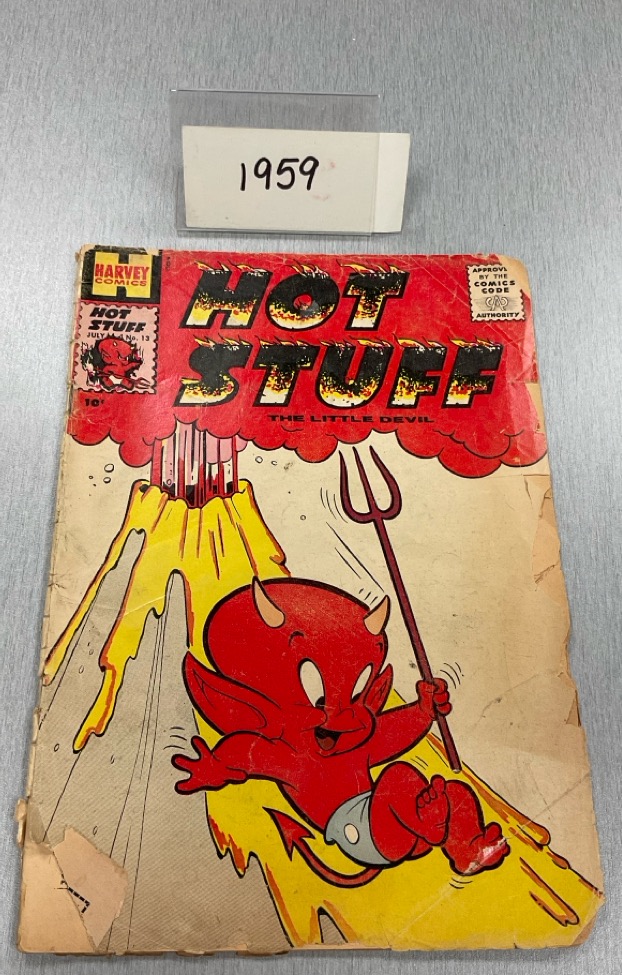 1959
HARVEY
COMICS
H
HOT
STUFF
JULY No. 13
10¢
HOT
STUFF
THE LITTLE DEVIL
APPROVE
BY THE
COMICS
CODE
AUTHORITY